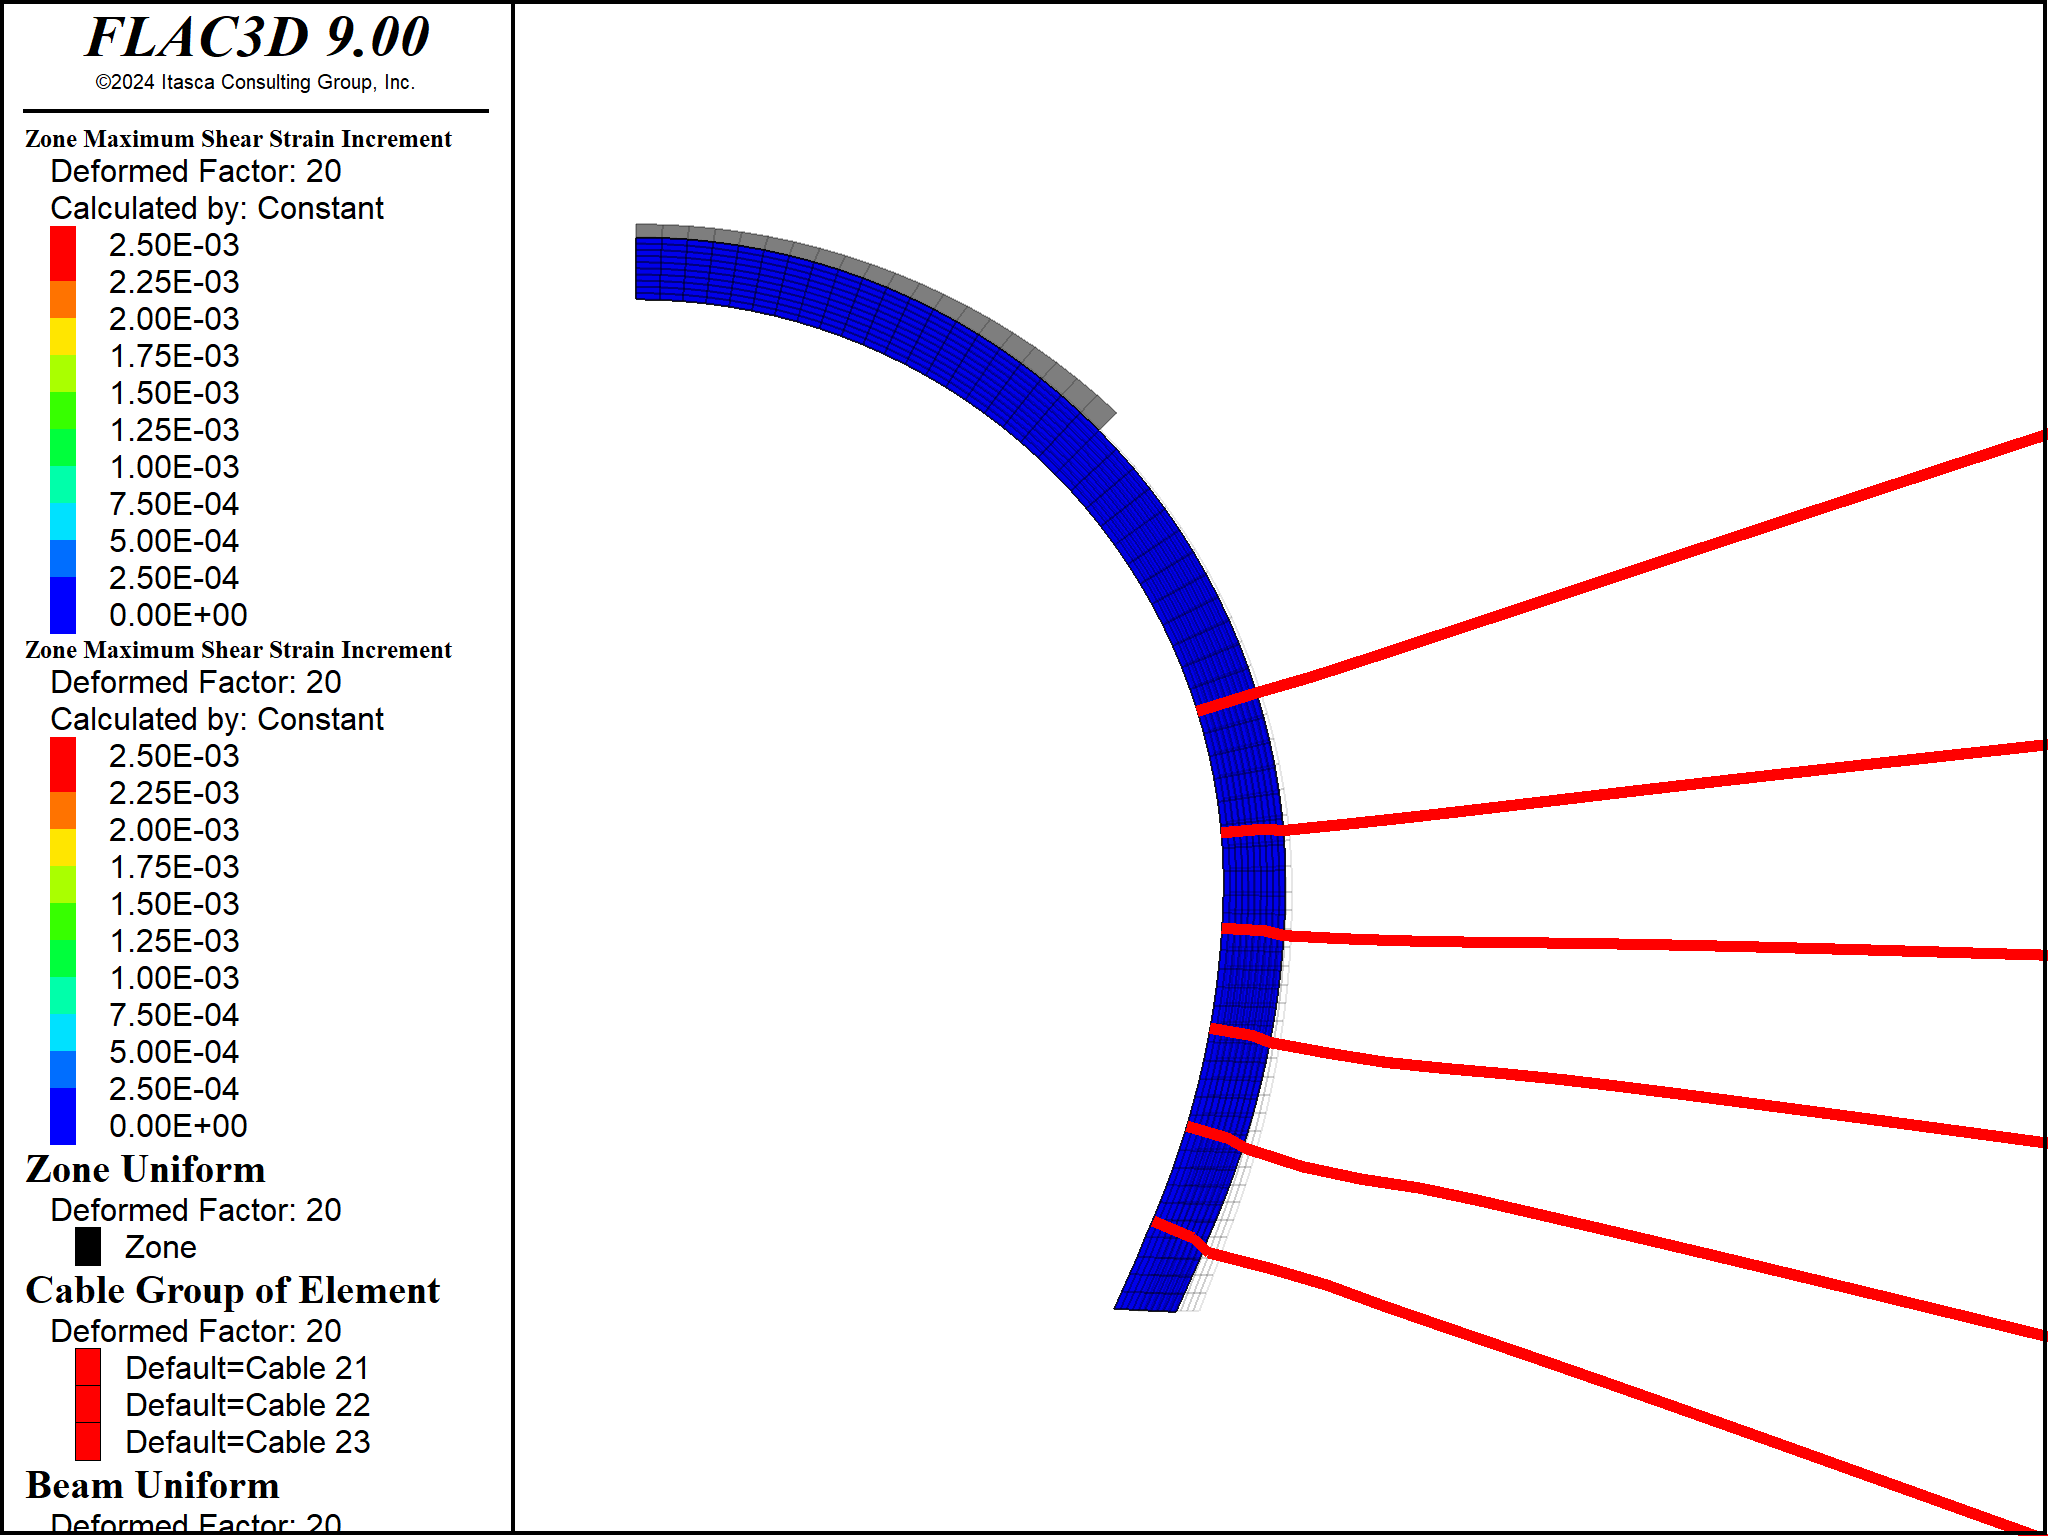 FLAC3D 9.00
©2024 Itasca Consulting Group, Inc.
Zone Maximum Shear Strain Increment
Deformed Factor: 20
Calculated by: Constant
2.50E-03
2.25E-03
2.00E-03
1.75E-03
1.50E-03
1.25E-03
1.00E-03
7.50E-04
5.00E-04
2.50E-04
0.00E+00
Zone Maximum Shear Strain Increment
Deformed Factor: 20
Calculated by: Constant
2.50E-03
2.25E-03
2.00E-03
1.75E-03
1.50E-03
1.25E-03
1.00E-03
7.50E-04
5.00E-04
2.50E-04
0.00E+00
Zone Uniform
Deformed Factor: 20
Zone
Cable Group of Element
Deformed Factor: 20
Default=Cable 21
Default=Cable 22
Default=Cable 23
Beam Uniform
Deformed Factor: 20